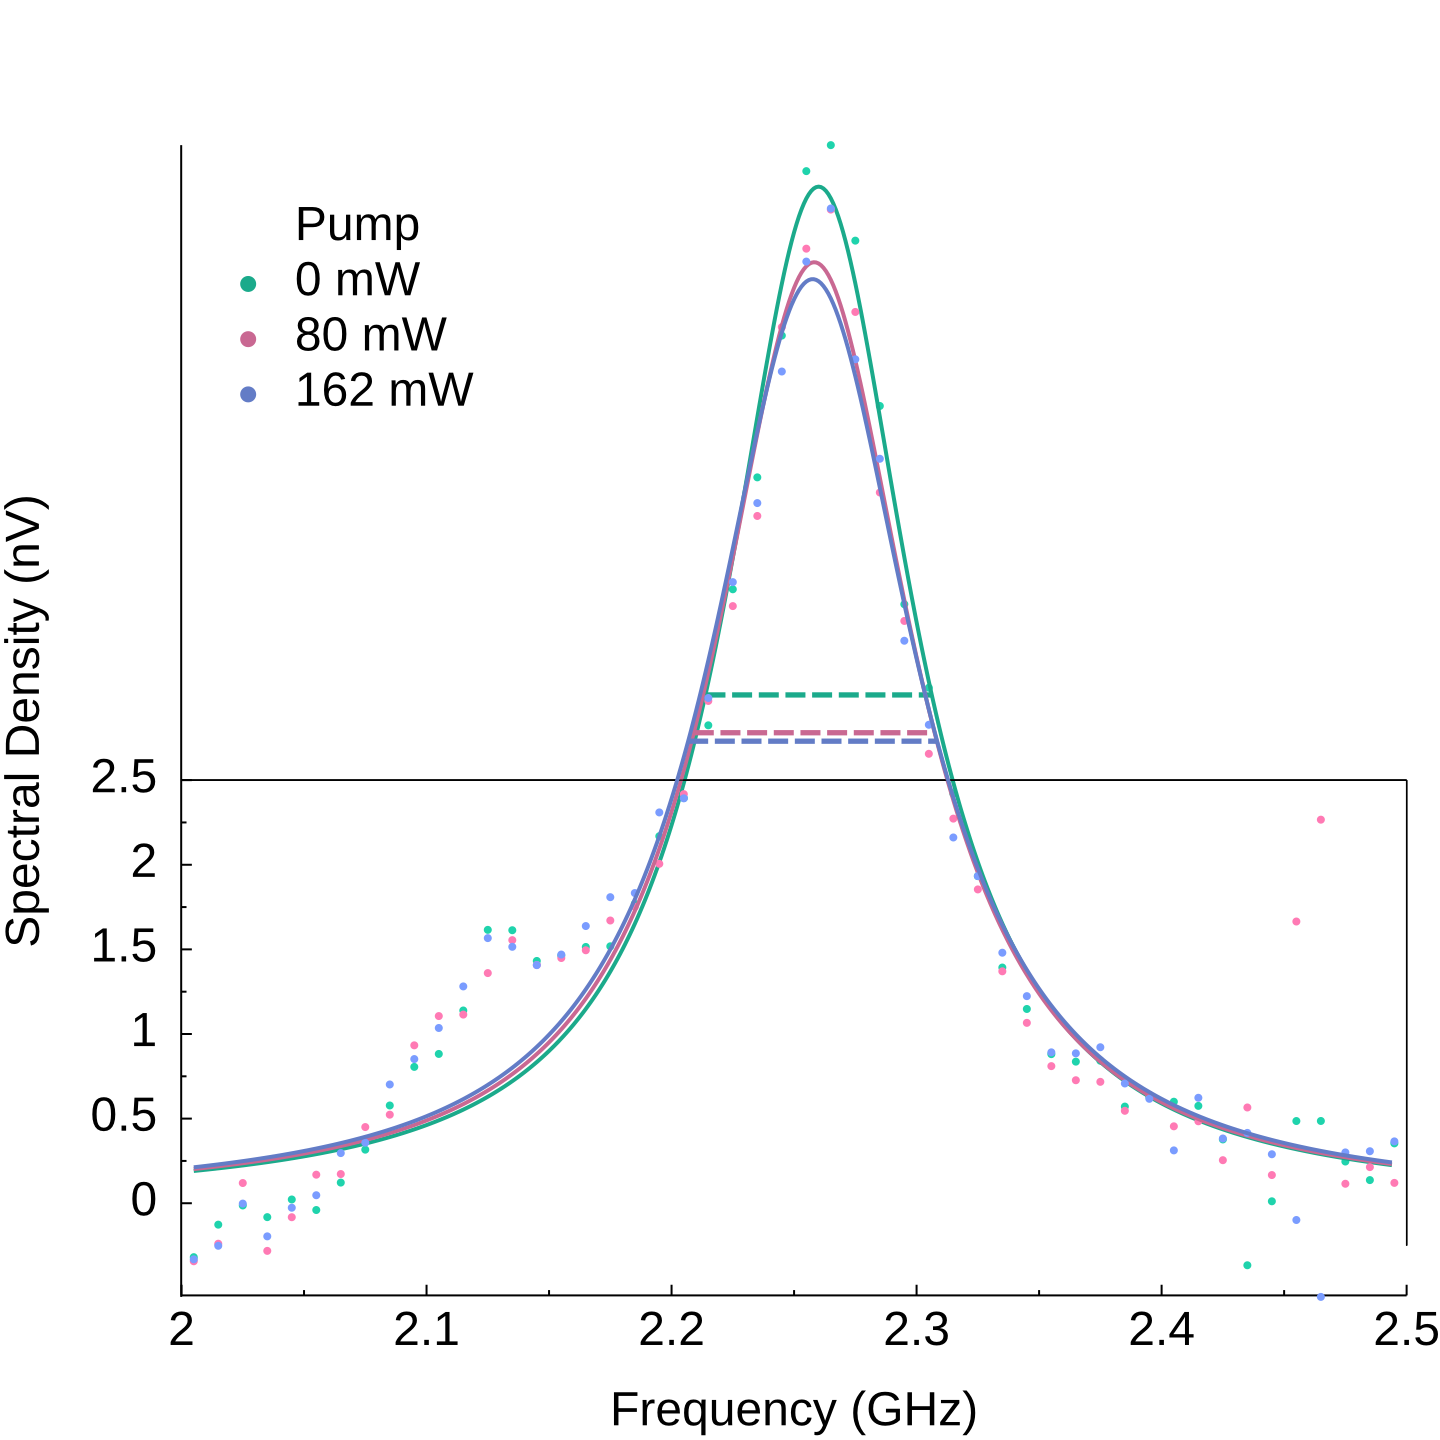 Pump
0 mW
80 mW
162 mW
Spectral Density (nV)
2.5
2
1.5
1
0.5
0
2 2.1 2.2 2.3 2.4 2.5
Frequency (GHz)